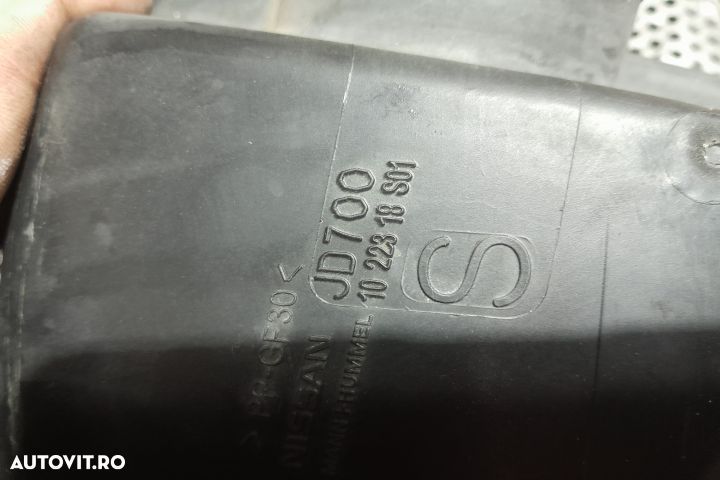 JD700
10 223 18 S01
S
>PP-GF30<
NISSAN
MANN+HUMMEL
AUTOVIT.RO